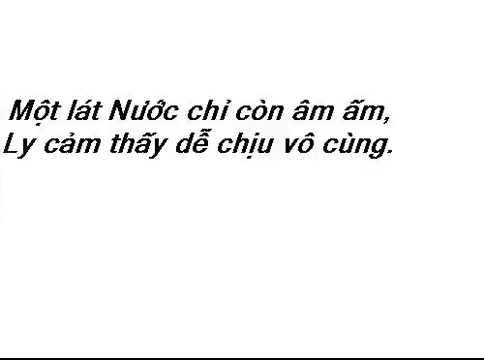 Một lát Nước chỉ còn âm ấm,
Ly cảm thấy dễ chịu vô cùng.